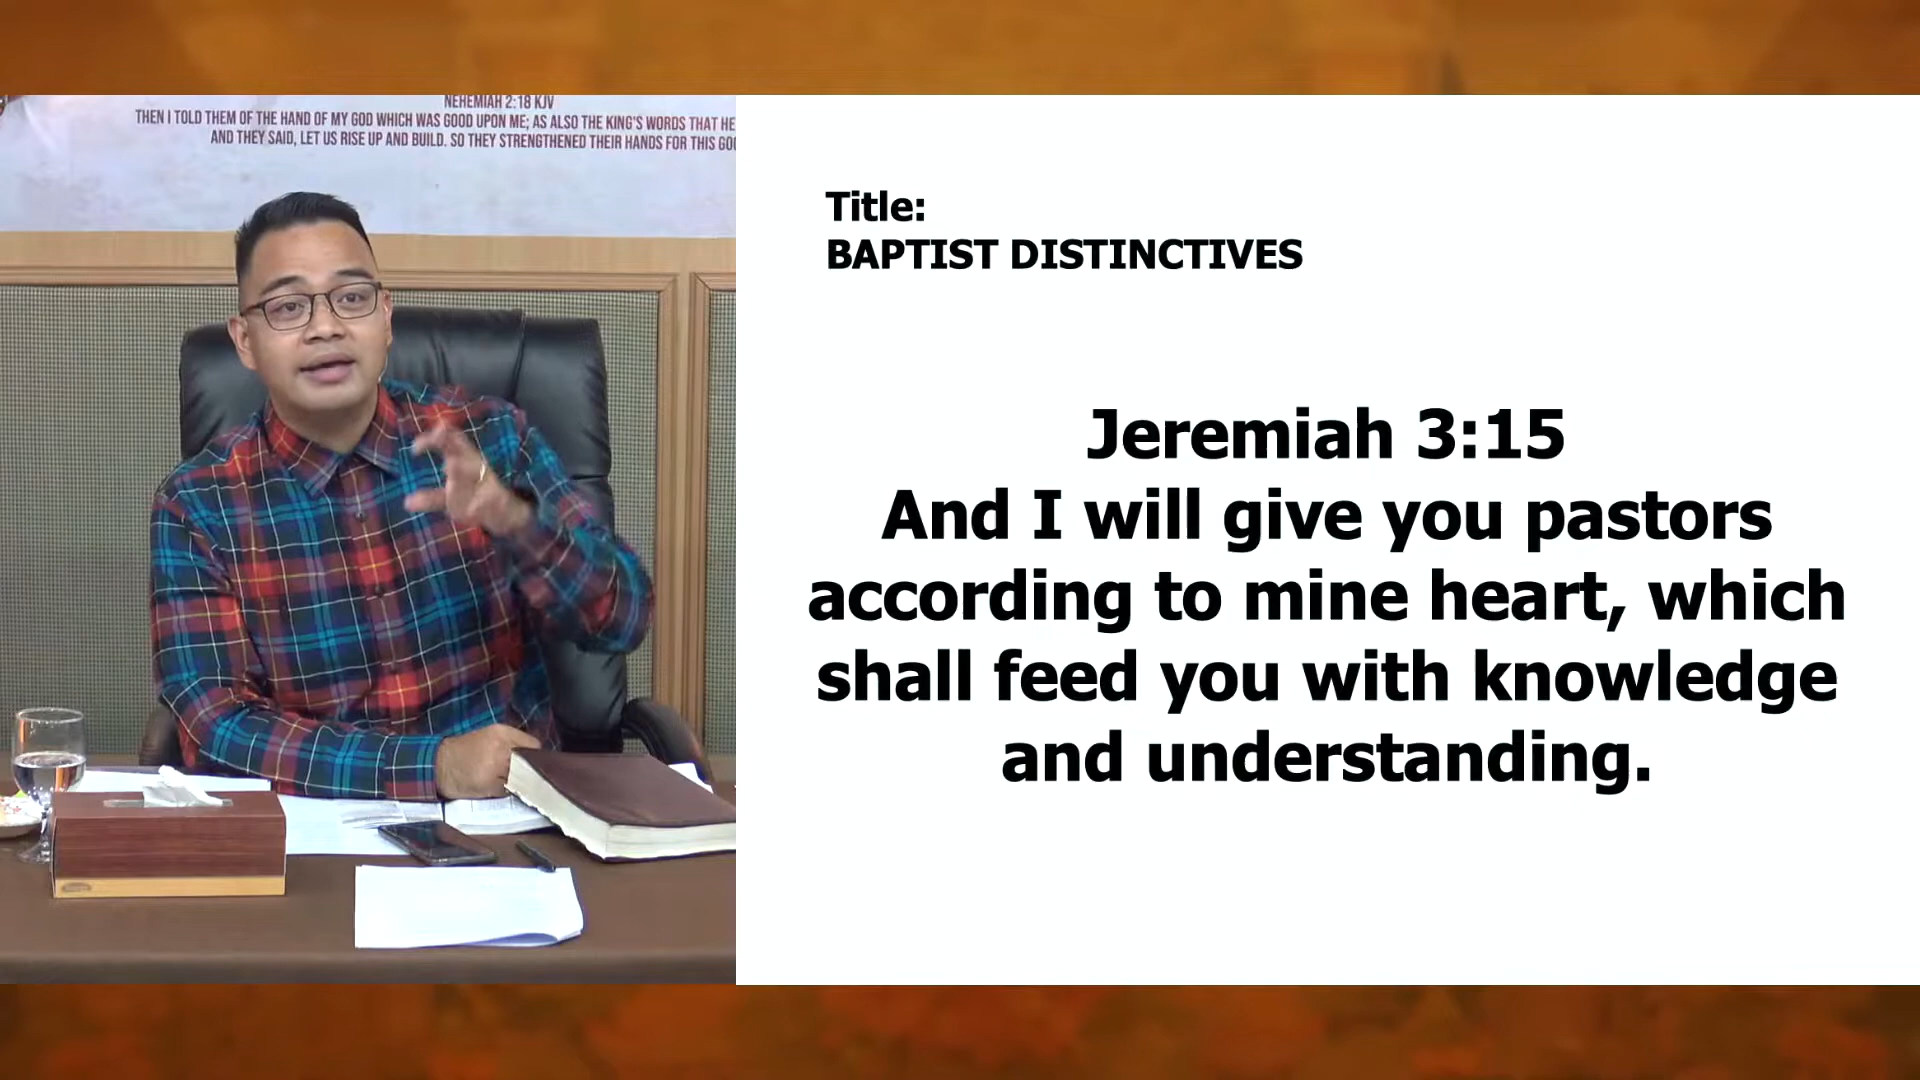 NEHEMIAH 2:18 KJV
THEN I TOLD THEM OF THE HAND OF MY GOD WHICH WAS GOOD UPON ME; AS ALSO THE KING'S WORDS THAT HE
AND THEY SAID, LET US RISE UP AND BUILD. SO THEY STRENGTHENED THEIR HANDS FOR THIS
Title:
BAPTIST DISTINCTIVES
Jeremiah 3:15
And I will give you pastors
according to mine heart, which
shall feed you with knowledge
and understanding.